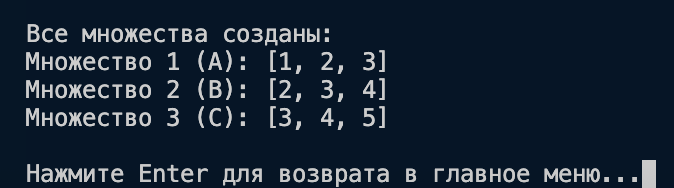 Все множества созданы:
Множество 1 (A): [1, 2, 3]
Множество 2 (B): [2, 3, 4]
Множество 3 (C): [3, 4, 5]
Нажмите Enter для возврата в главное меню...